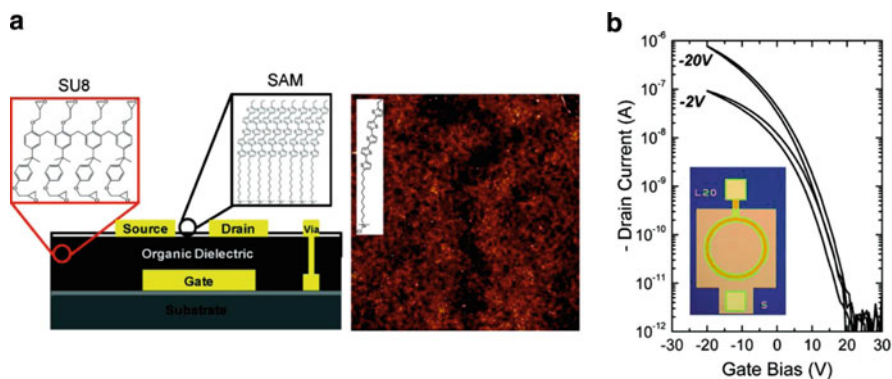 a
SU8
SAM
Source
Drain
Via
Organic Dielectric
Gate
Substrate
b
10⁻⁶
10⁻⁷
10⁻⁸
10⁻⁹
10⁻¹⁰
10⁻¹¹
10⁻¹²
- Drain Current (A)
-20V
-2V
L20
S
-30 -20 -10 0 10 20 30
Gate Bias (V)